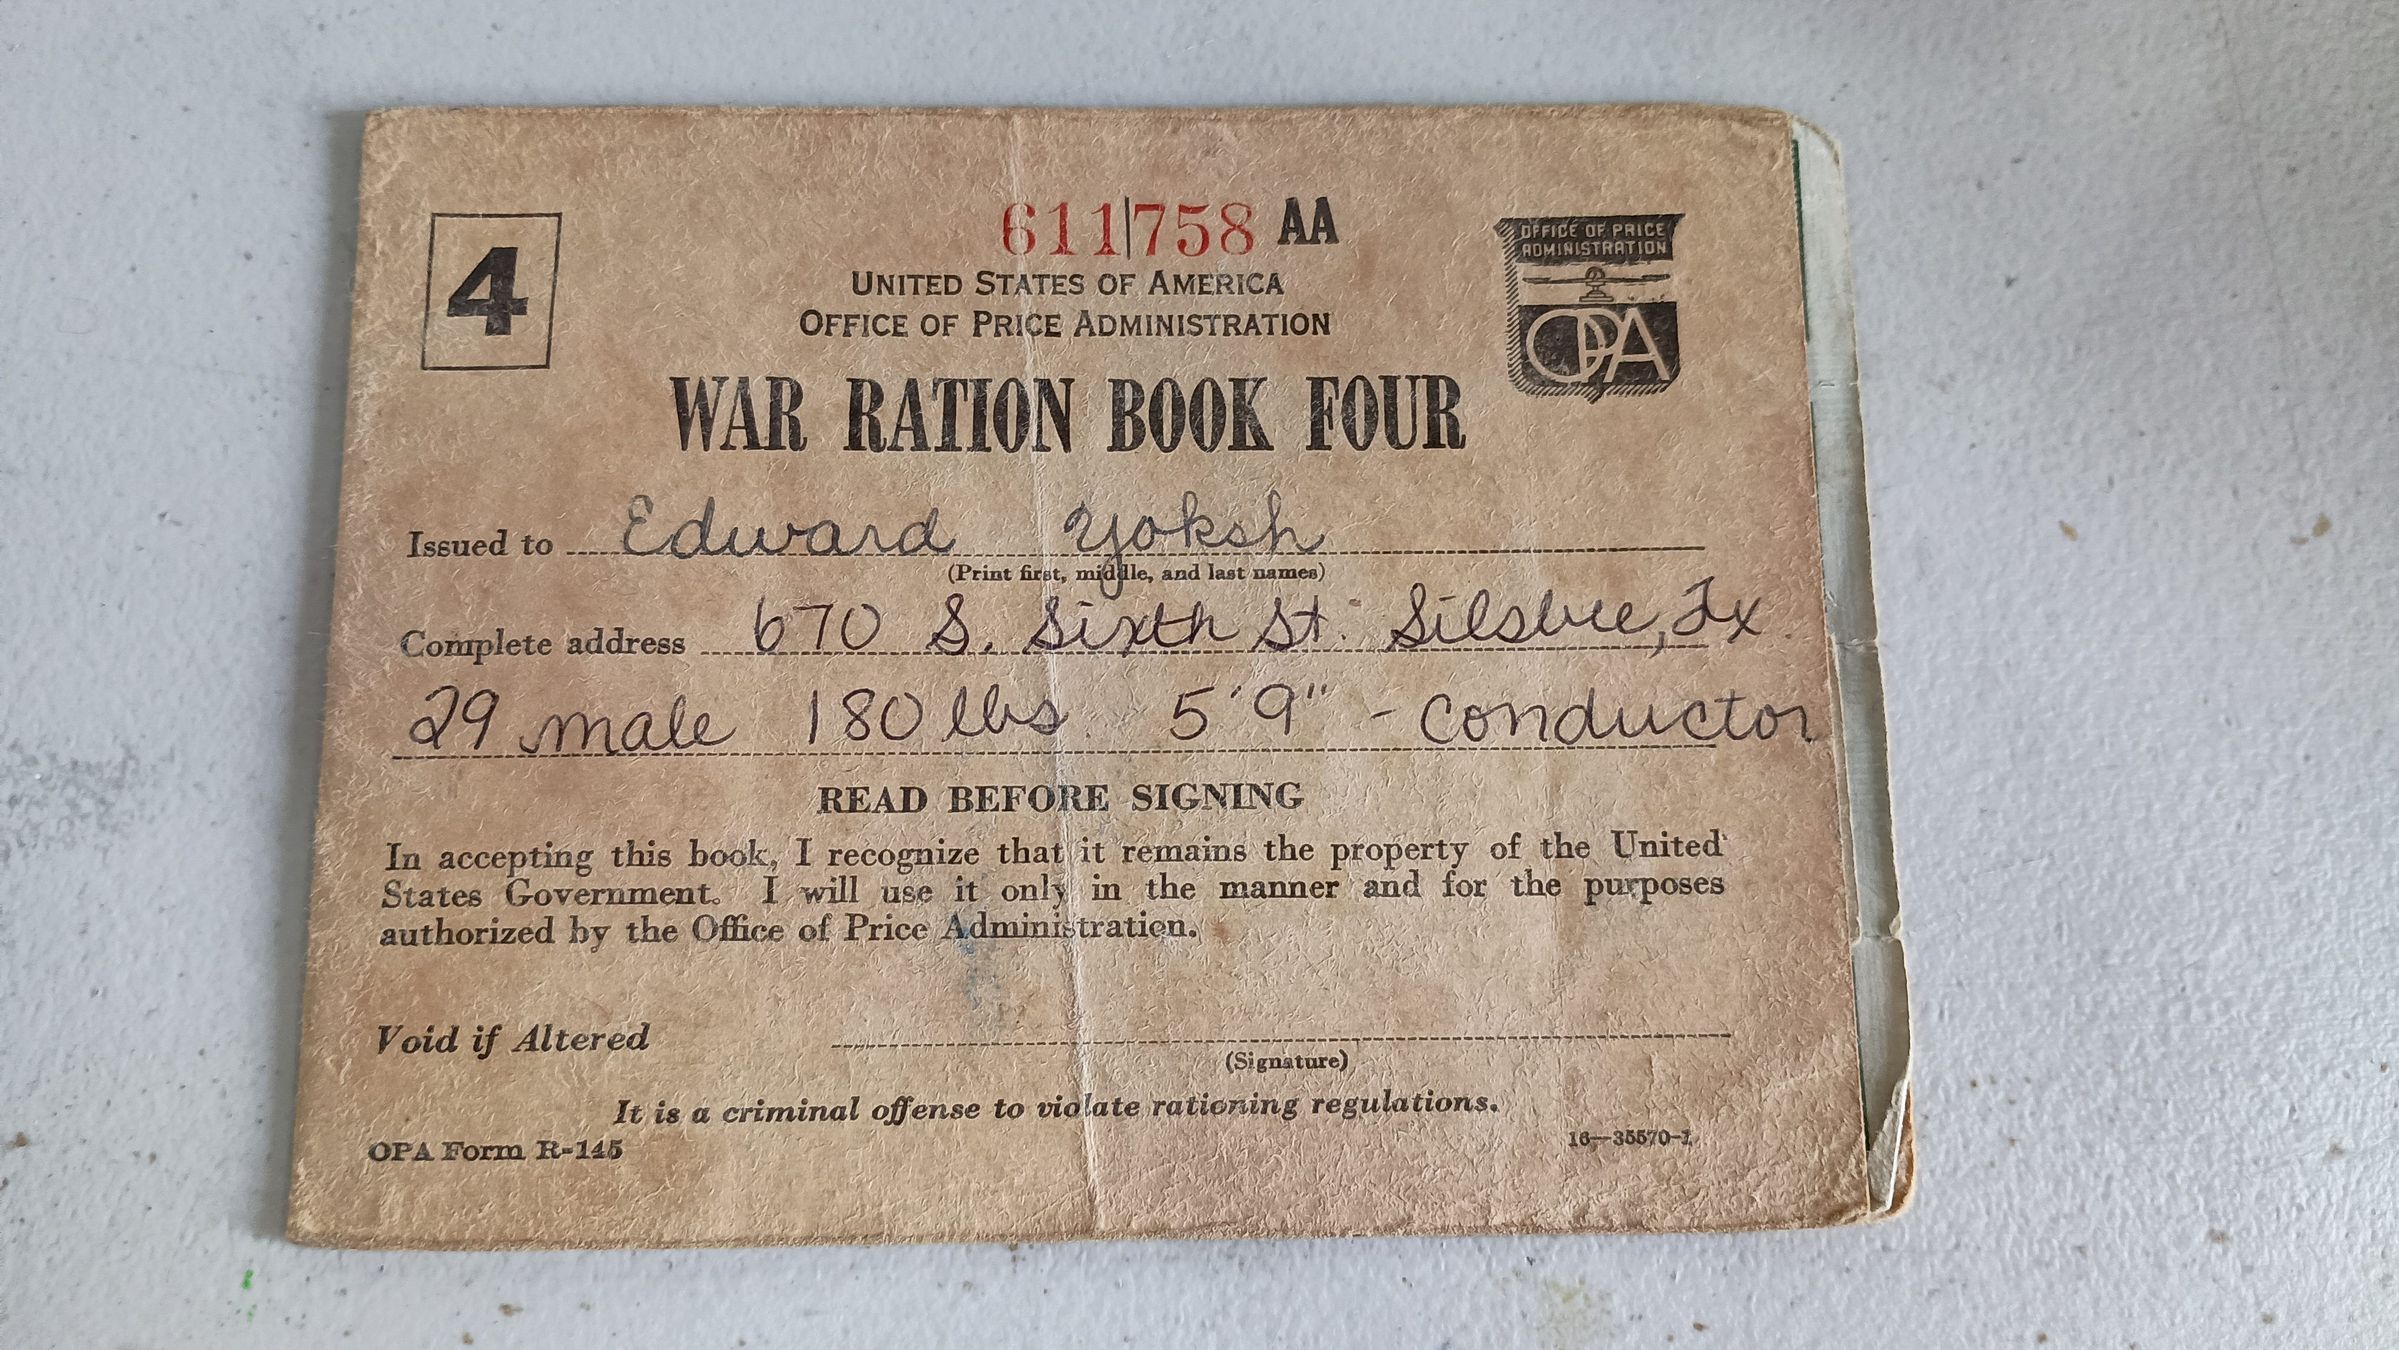 611|758 AA
4
OFFICE OF PRICE
ADMINISTRATION
OPA
UNITED STATES OF AMERICA
OFFICE OF PRICE ADMINISTRATION
WAR RATION BOOK FOUR
Issued to Edward Yoksh
(Print first, middle, and last names)
Complete address 670 S. Sixth St. Silsbee, Tx.
29 male 180 lbs. 5'9" - Conductor
READ BEFORE SIGNING
In accepting this book, I recognize that it remains the property of the United
States Government. I will use it only in the manner and for the purposes
authorized by the Office of Price Administration.
Void if Altered
(Signature)
It is a criminal offense to violate rationing regulations.
OPA Form R-145
16—35570-1